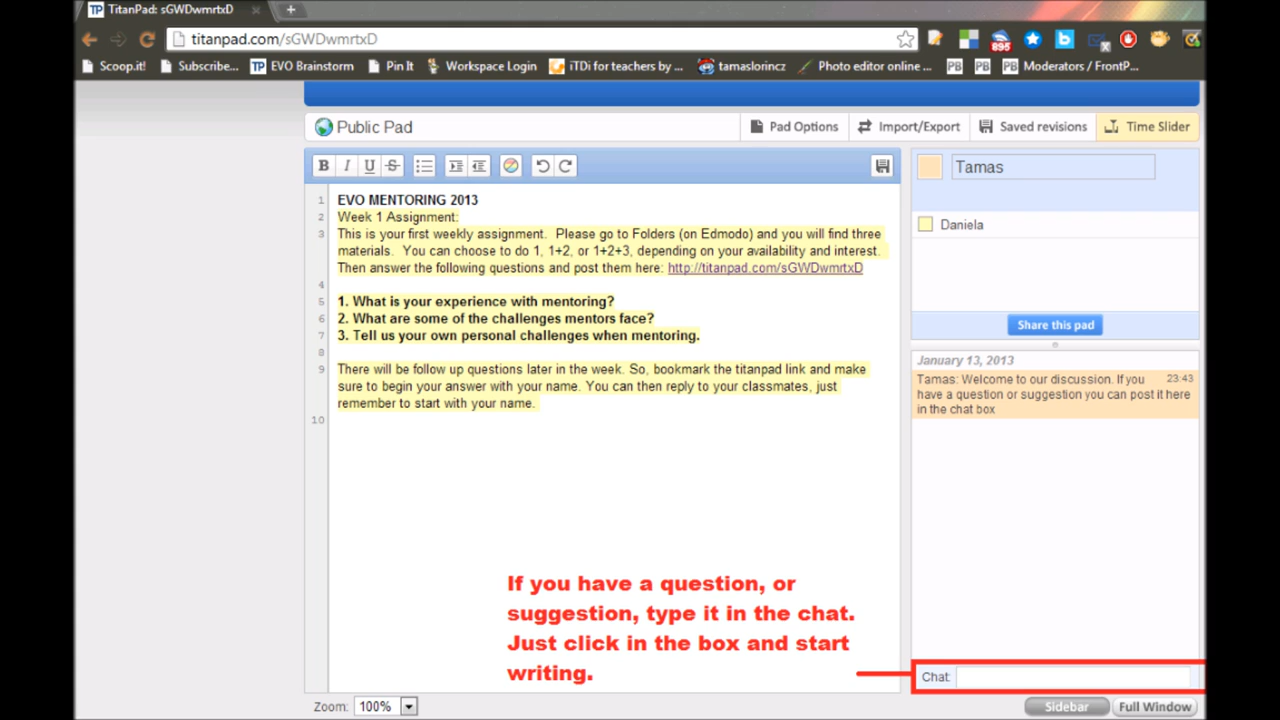 TitanPad: sGWDwmrtxD
titanpad.com/sGWDwmrtxD
895
Scoop.it! Subscribe... EVO Brainstorm Pin It Workspace Login iTDi for teachers by ... tamaslorincz Photo editor online ... PB PB PB Moderators / FrontP...
Public Pad Pad Options Import/Export Saved revisions Time Slider
B I U S
1 EVO MENTORING 2013
2 Week 1 Assignment:
3 This is your first weekly assignment. Please go to Folders (on Edmodo) and you will find three
materials. You can choose to do 1, 1+2, or 1+2+3, depending on your availability and interest.
Then answer the following questions and post them here: http://titanpad.com/sGWDwmrtxD
4
5 1. What is your experience with mentoring?
6 2. What are some of the challenges mentors face?
7 3. Tell us your own personal challenges when mentoring.
8
9 There will be follow up questions later in the week. So, bookmark the titanpad link and make
sure to begin your answer with your name. You can then reply to your classmates, just
remember to start with your name.
10
Tamas
Daniela
Share this pad
January 13, 2013
Tamas: Welcome to our discussion. If you 23:43
have a question or suggestion you can post it here
in the chat box
If you have a question, or
suggestion, type it in the chat.
Just click in the box and start
writing.
Chat:
Zoom: 100%
Sidebar Full Window